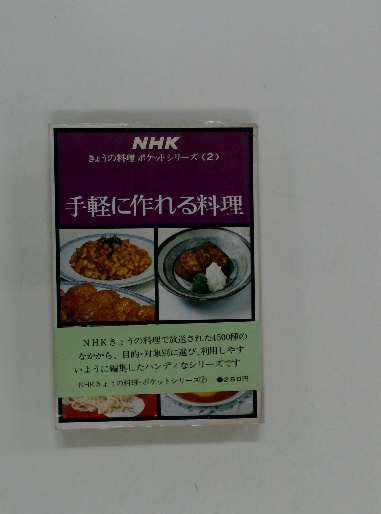 NHK
きょうの料理 ポケットシリーズ〈2〉
手軽に作れる料理
NHKきょうの料理で放送された4500種の
なかから、目的・対象別に選び、利用しやす
いように編集したハンディなシリーズです
NHKきょうの料理・ポケットシリーズ② ●280円